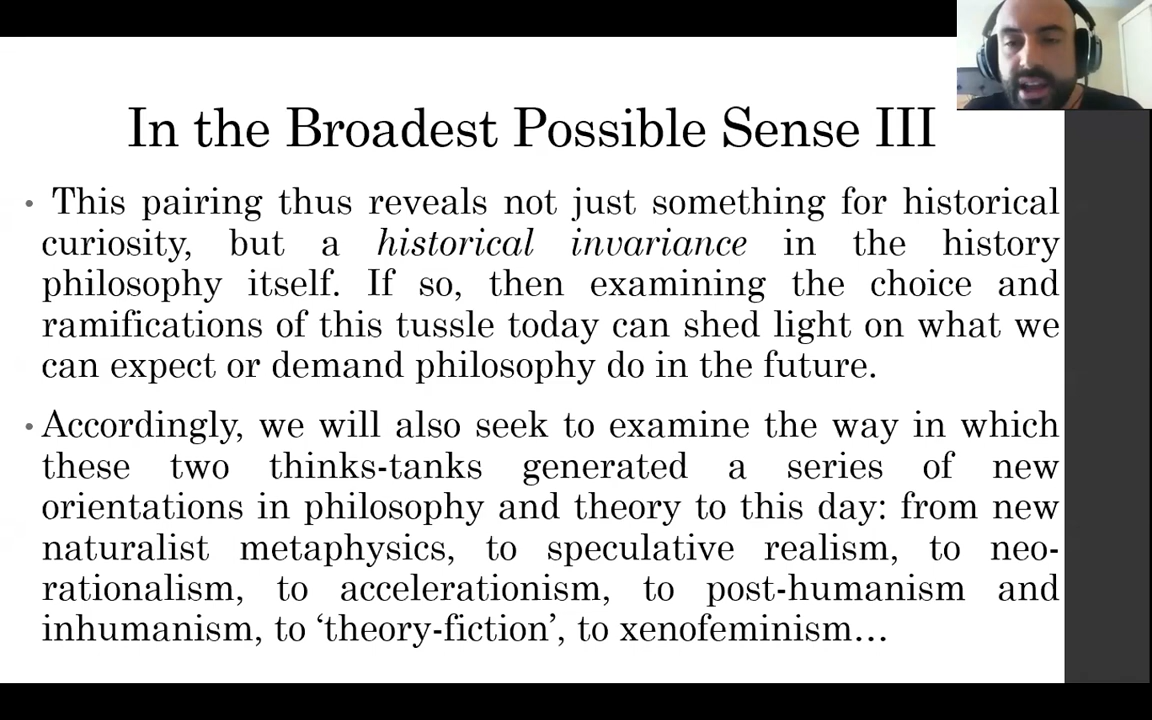 In the Broadest Possible Sense III
• This pairing thus reveals not just something for historical
curiosity, but a historical invariance in the history
philosophy itself. If so, then examining the choice and
ramifications of this tussle today can shed light on what we
can expect or demand philosophy do in the future.
• Accordingly, we will also seek to examine the way in which
these two thinks-tanks generated a series of new
orientations in philosophy and theory to this day: from new
naturalist metaphysics, to speculative realism, to neo-
rationalism, to accelerationism, to post-humanism and
inhumanism, to ‘theory-fiction’, to xenofeminism…